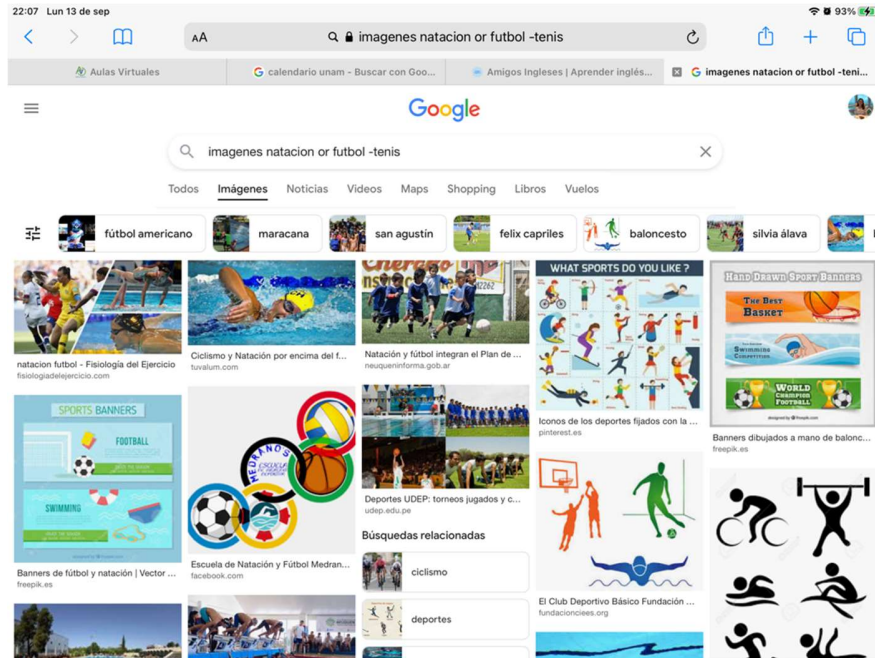 22:07 Lun 13 de sep
93%
AA
imagenes natacion or futbol -tenis
Aulas Virtuales
calendario unam - Buscar con Goo...
Amigos Ingleses | Aprender inglés...
imagenes natacion or futbol -teni...
Google
imagenes natacion or futbol -tenis
Todos Imágenes Noticias Videos Maps Shopping Libros Vuelos
fútbol americano
maracana
san agustín
felix capriles
baloncesto
silvia álava
natacion futbol - Fisiología del Ejercicio
fisiologiadelejercicio.com
Ciclismo y Natación por encima del f...
tuvalum.com
Natación y fútbol integran el Plan de ...
neuqueninforma.gob.ar
WHAT SPORTS DO YOU LIKE ?
Iconos de los deportes fijados con la ...
pinterest.es
HAND DRAWN SPORT BANNERS
THE BEST
BASKET
SWIMMING
COMPETITION
WORLD
CHAMPION
FOOTBALL
designed by freepik.com
Banners dibujados a mano de balonc...
freepik.es
SPORTS BANNERS
FOOTBALL
SWIMMING
Banners de fútbol y natación | Vector ...
freepik.es
MEDRANOS
ESCUELA
Escuela de Natación y Fútbol Medran...
facebook.com
Deportes UDEP: torneos jugados y c...
udep.edu.pe
Búsquedas relacionadas
ciclismo
deportes
El Club Deportivo Básico Fundación ...
fundacionciees.org